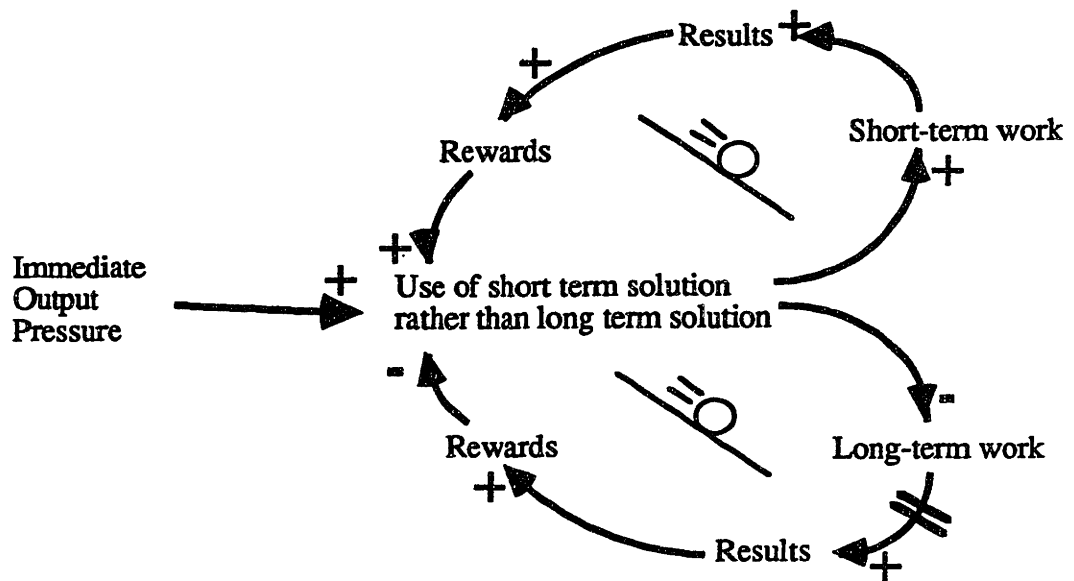 Results +
+
Short-term work
Rewards
+
+
Immediate
Output
Pressure
+
Use of short term solution
rather than long term solution
-
-
Rewards
Long-term work
+
Results
+